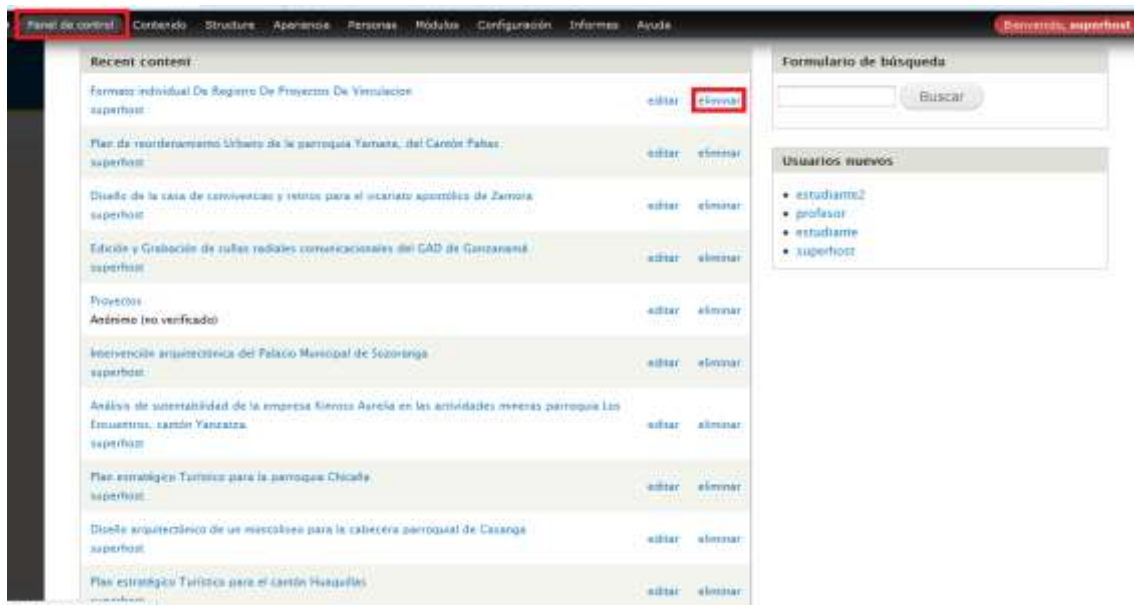 Panel de control Contenido Structure Apariencia Personas Módulos Configuración Informes Ayuda Bienvenido, superhost
Recent content
Formato individual De Registro De Proyectos De Vinculacion
superhost
editar eliminar
Plan de reordenamiento Urbano de la parroquia Yamana, del Cantón Paltas
superhost
editar eliminar
Diseño de la casa de convivencias y retiros para el vicariato apostólico de Zamora
superhost
editar eliminar
Edición y Grabación de cuñas radiales comunicacionales del GAD de Gonzanamá
superhost
editar eliminar
Proyectos
Anónimo (no verificado)
editar eliminar
Intervención arquitectónica del Palacio Municipal de Sozoranga
superhost
editar eliminar
Análisis de sutentabilidad de la empresa Kinross Aurelia en las actividades mineras parroquia Los
Encuentros, cantón Yanzatza.
superhost
editar eliminar
Plan estratégico Turístico para la parroquia Chicaña
superhost
editar eliminar
Diseño arquitectónico de un para la cabecera parroquial de Casanga
superhost
editar eliminar
Plan estratégico Turístico para el cantón Huaquillas
editar eliminar
Formulario de búsqueda
Buscar
Usuarios nuevos
estudiante2
profesor
estudiante
superhost